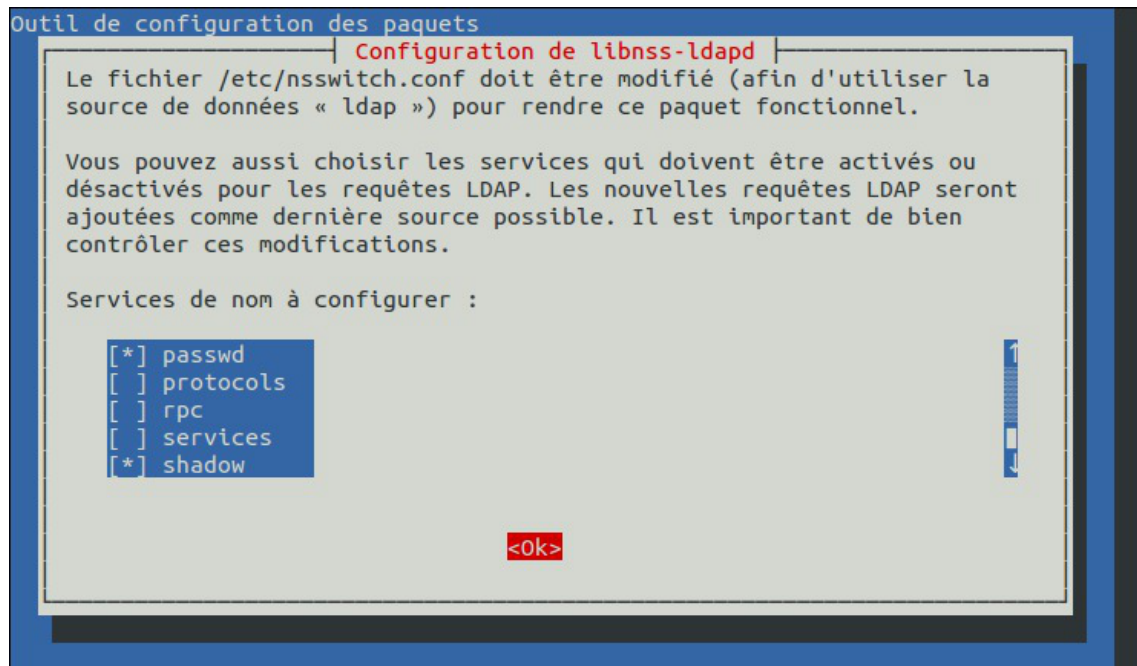 Outil de configuration des paquets
Configuration de libnss-ldapd
Le fichier /etc/nsswitch.conf doit être modifié (afin d'utiliser la
source de données « ldap ») pour rendre ce paquet fonctionnel.
Vous pouvez aussi choisir les services qui doivent être activés ou
désactivés pour les requêtes LDAP. Les nouvelles requêtes LDAP seront
ajoutées comme dernière source possible. Il est important de bien
contrôler ces modifications.
Services de nom à configurer :
[*] passwd
[ ] protocols
[ ] rpc
[ ] services
[*] shadow
<Ok>